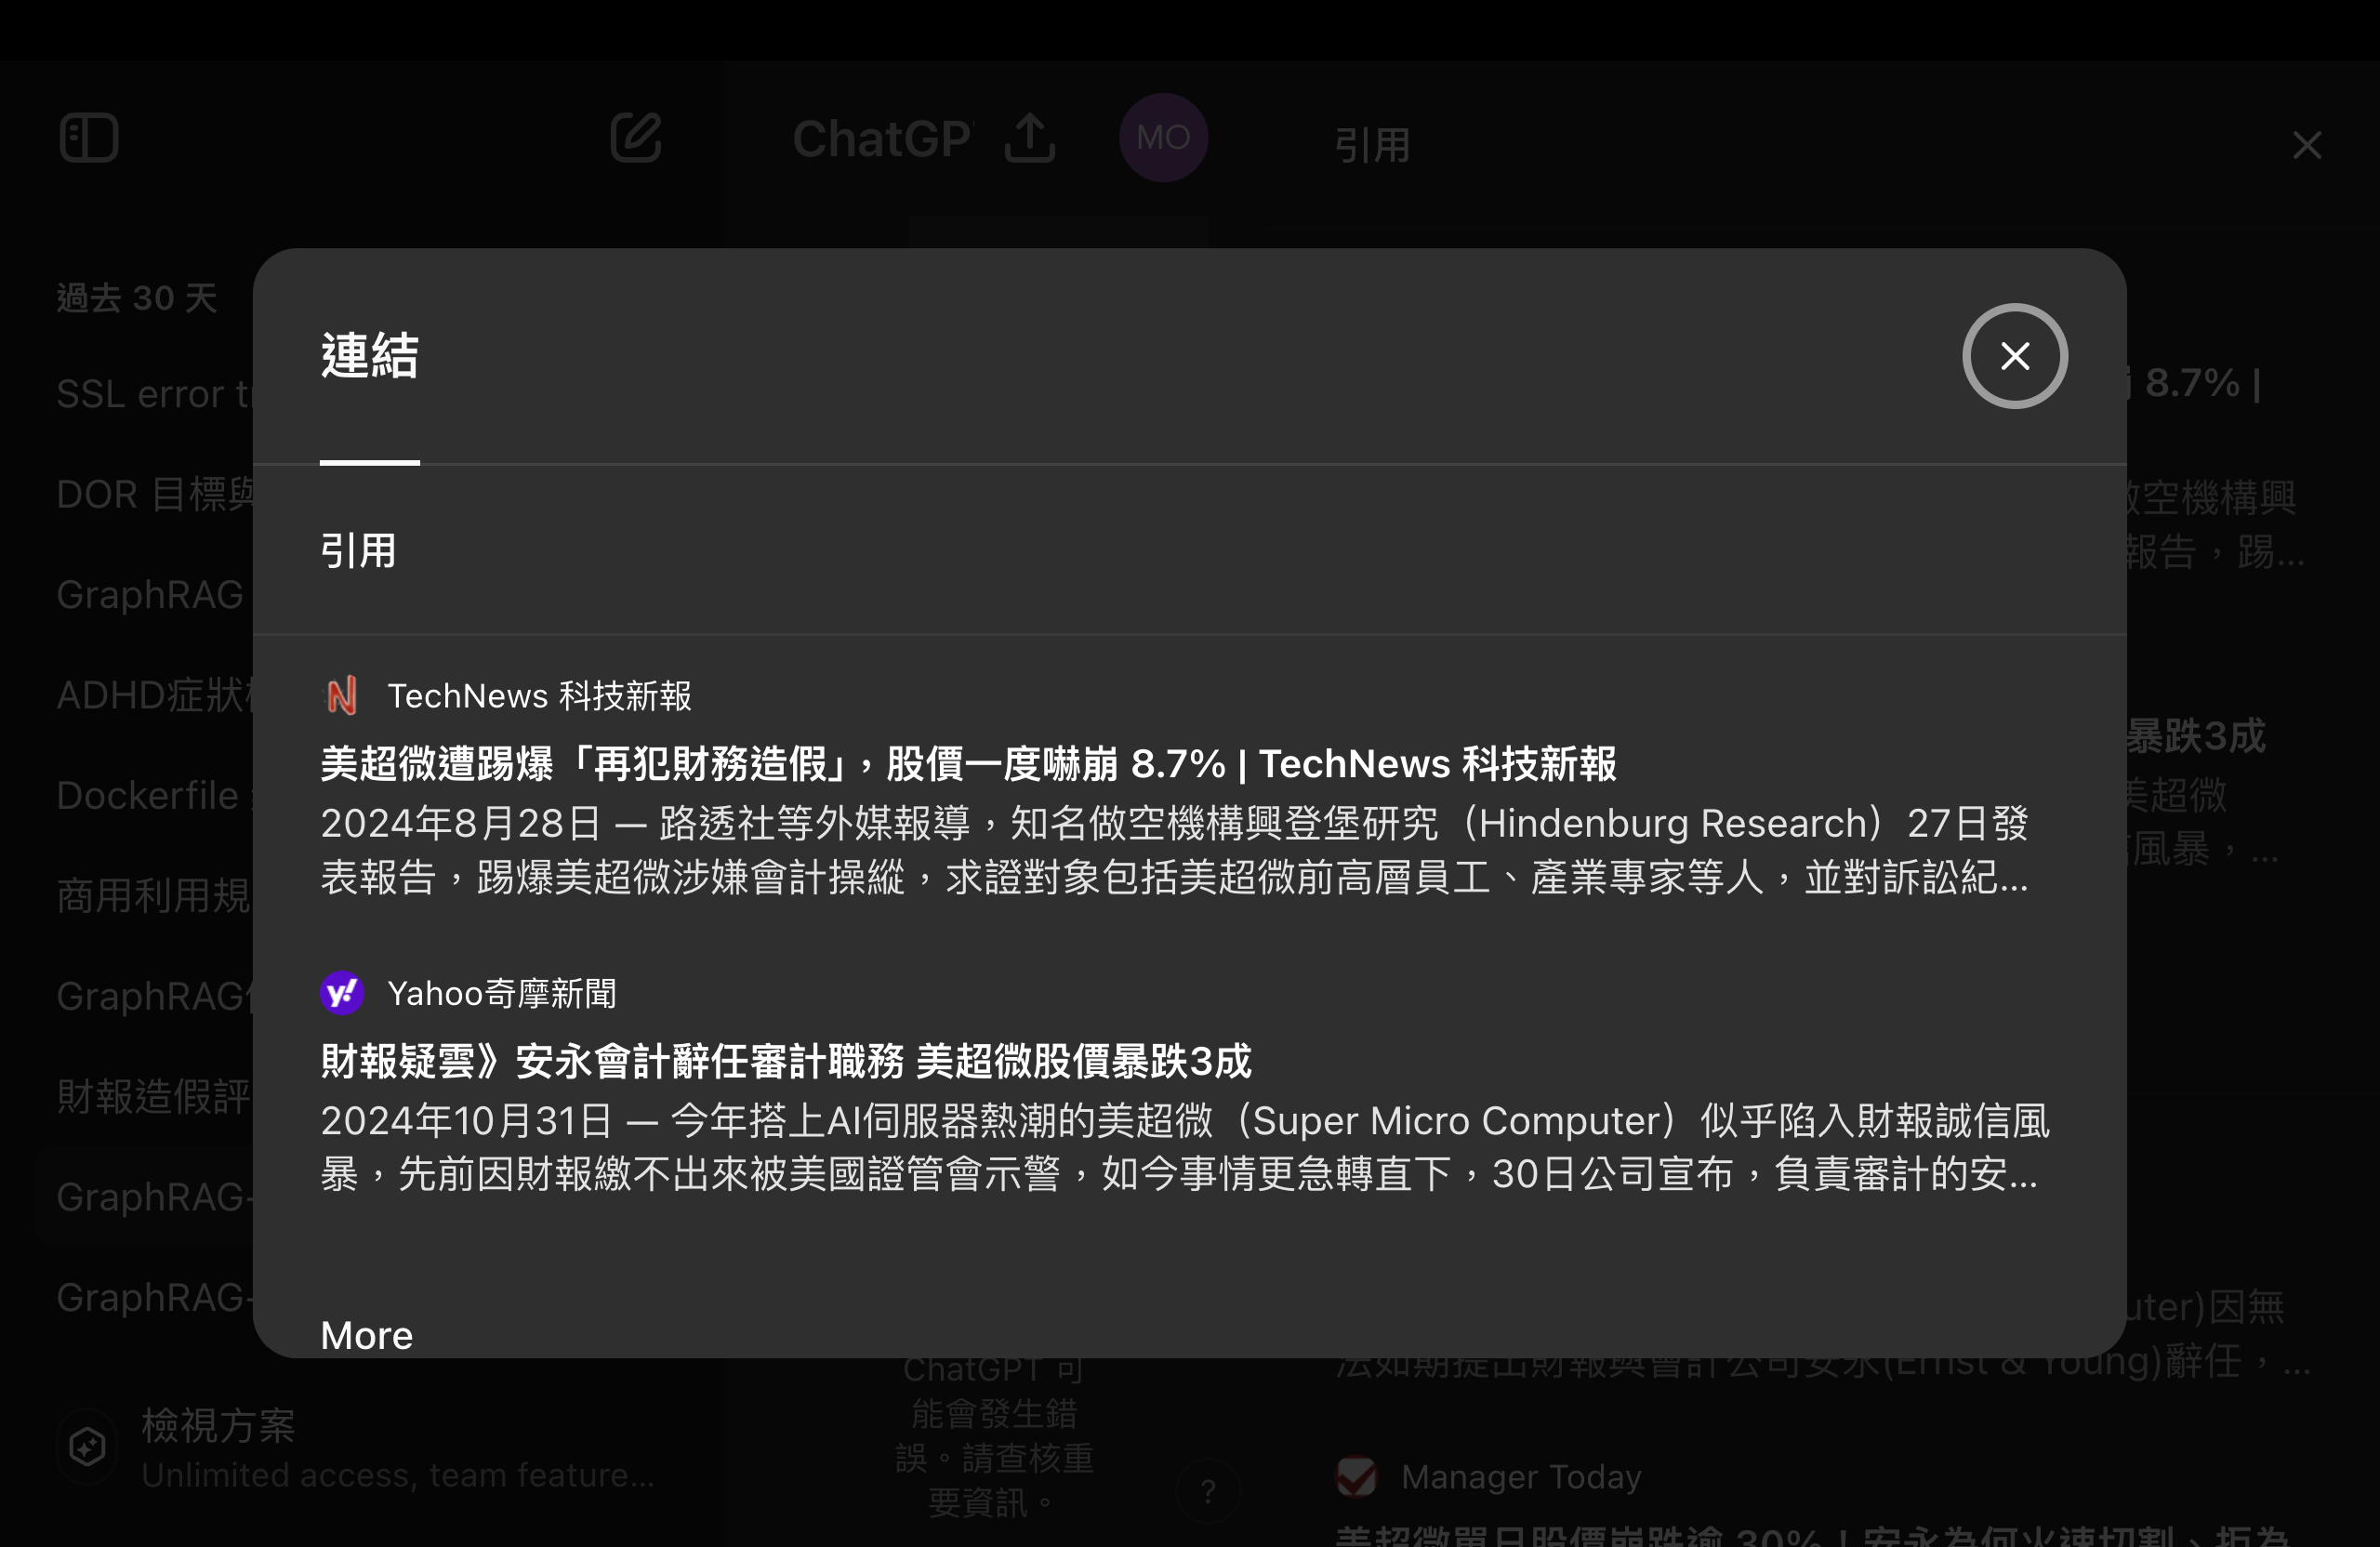 ChatGP
MO
引用
過去 30 天
SSL error t
DOR 目標與
GraphRAG
ADHD症狀
Dockerfile
商用利用規
GraphRAG
財報造假評
GraphRAG-
GraphRAG-
檢視方案
Unlimited access, team feature...
連結
引用
TechNews 科技新報
美超微遭踢爆「再犯財務造假」，股價一度嚇崩 8.7% | TechNews 科技新報
2024年8月28日 — 路透社等外媒報導，知名做空機構興登堡研究（Hindenburg Research）27日發
表報告，踢爆美超微涉嫌會計操縱，求證對象包括美超微前高層員工、產業專家等人，並對訴訟紀...
Yahoo奇摩新聞
財報疑雲》安永會計辭任審計職務 美超微股價暴跌3成
2024年10月31日 — 今年搭上AI伺服器熱潮的美超微（Super Micro Computer）似乎陷入財報誠信風
暴，先前因財報繳不出來被美國證管會示警，如今事情更急轉直下，30日公司宣布，負責審計的安...
More
ChatGPT 可
能會發生錯
誤。請查核重
要資訊。
?
8.7% |
空機構興
報告，踢...
暴跌3成
美超微
風暴，...
uter)因無
法如期提出財報與會計公司安永(Ernst & Young)辭任，...
Manager Today
美超微單日股價崩跌逾 30%！安永為何火速切割、拒為